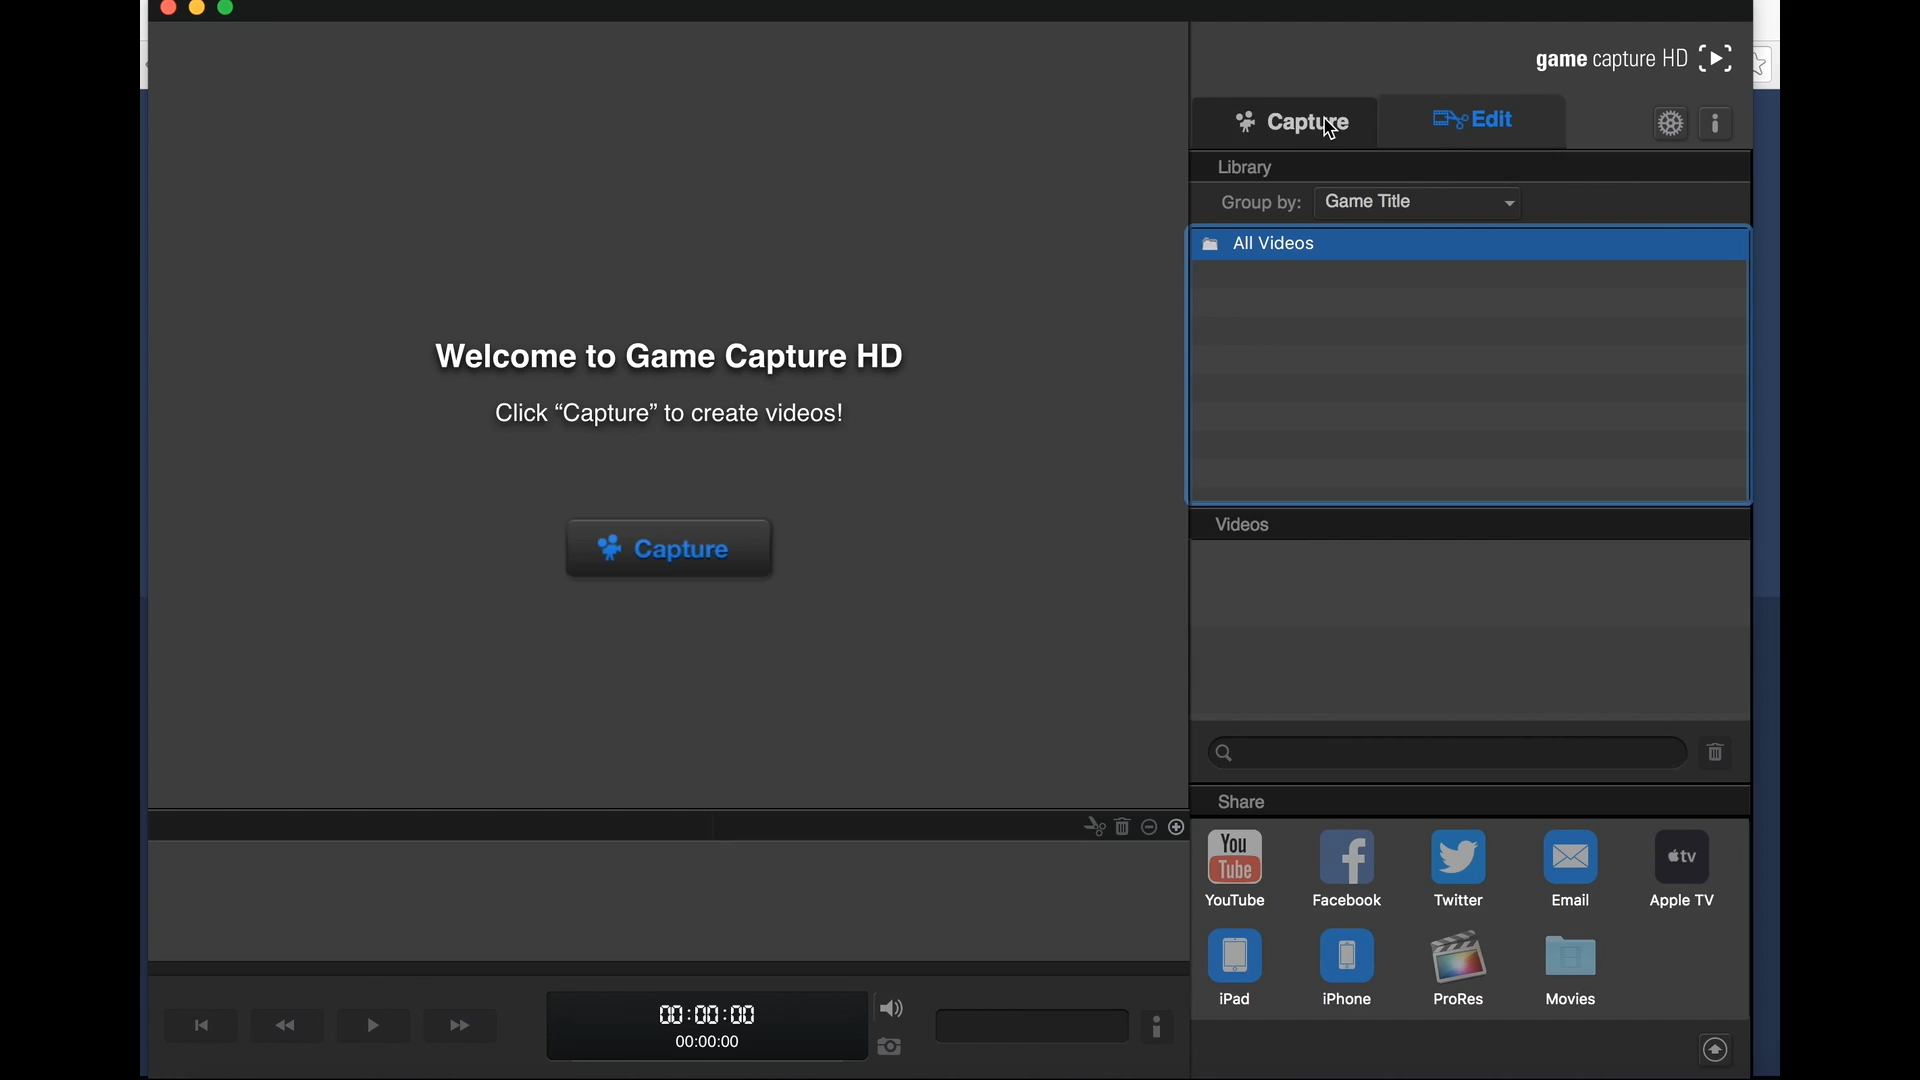 game capture HD
Capture
Edit
Library
Group by: Game Title
All Videos
Welcome to Game Capture HD
Click “Capture” to create videos!
Capture
Videos
Share
You
Tube
tv
YouTube Facebook Twitter Email Apple TV
iPad iPhone ProRes Movies
00:00:00
00:00:00